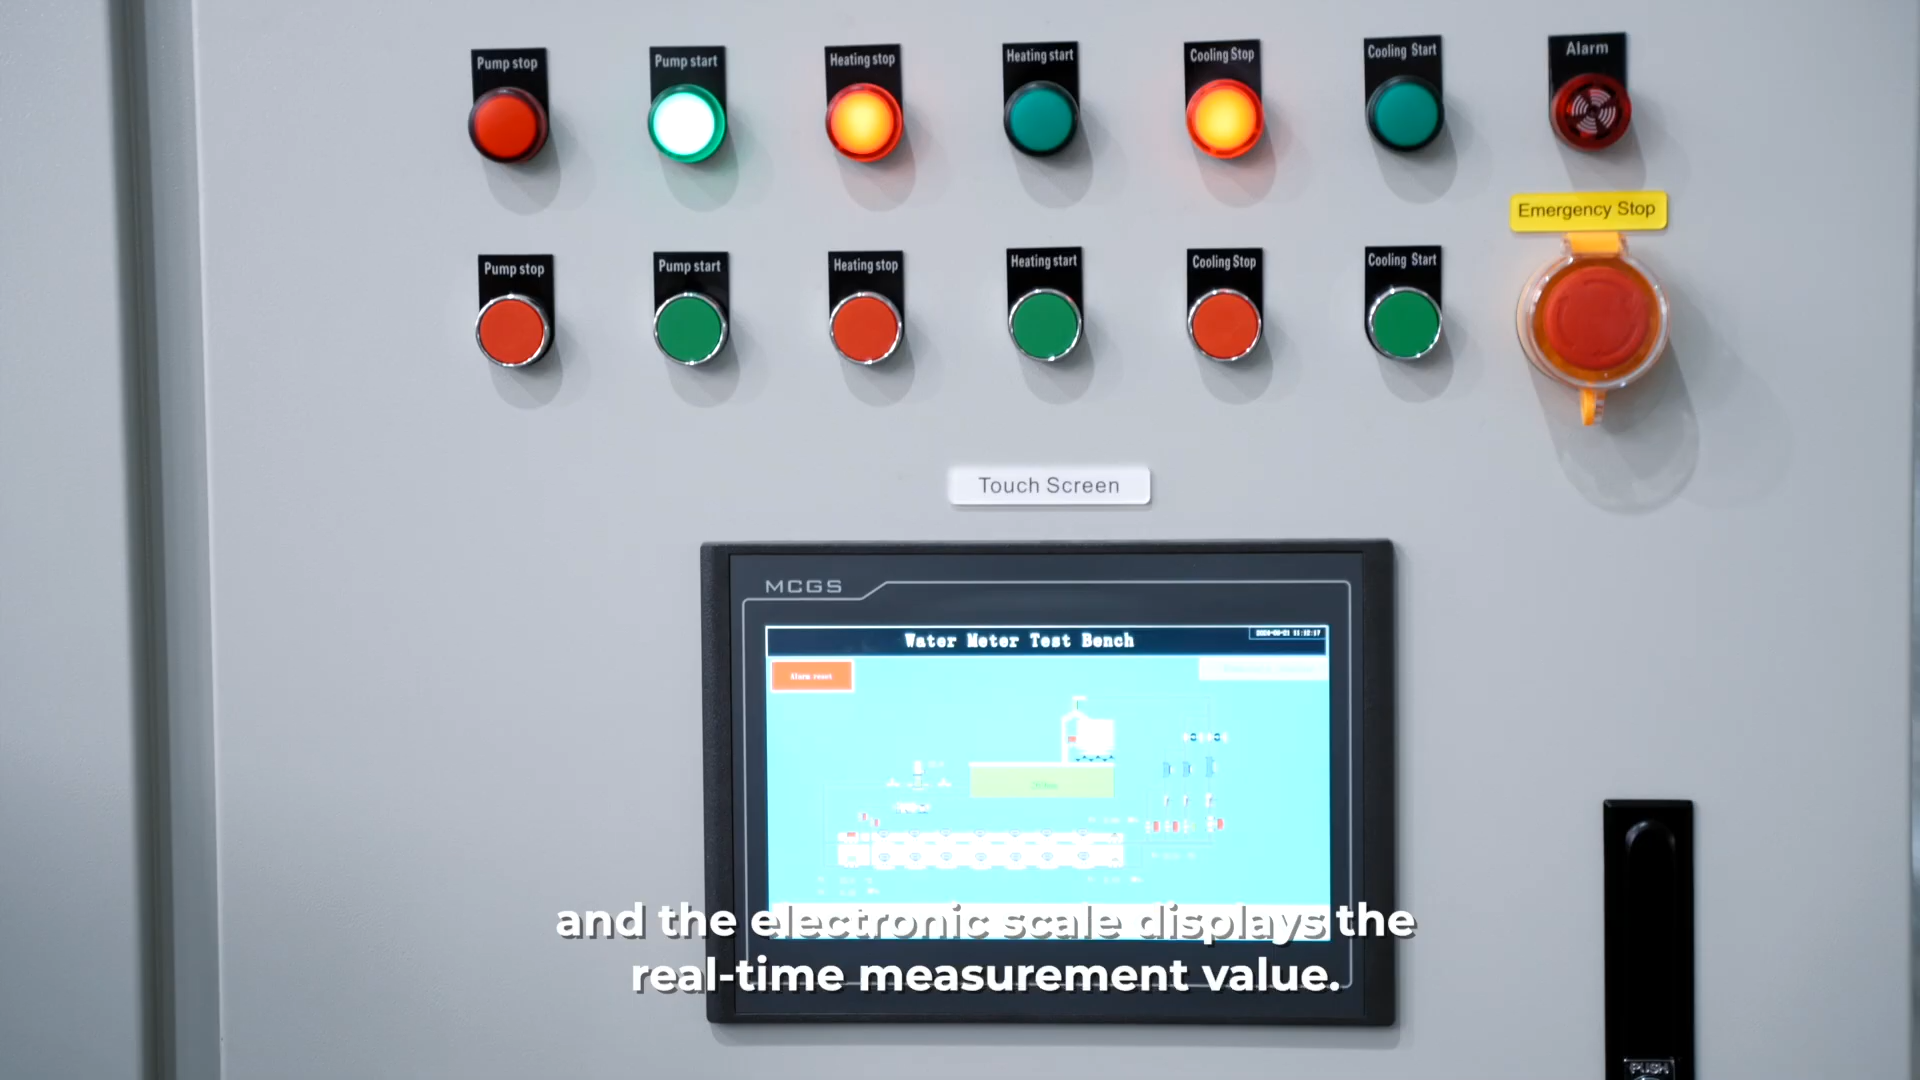 Pump stop
Pump start
Heating stop
Heating start
Cooling Stop
Cooling Start
Alarm
Emergency Stop
Pump stop
Pump start
Heating stop
Heating start
Cooling Stop
Cooling Start
Touch Screen
MCGS
Water Meter Test Bench
Alarm reset
and the electronic scale displays the
real-time measurement value.
PUSH